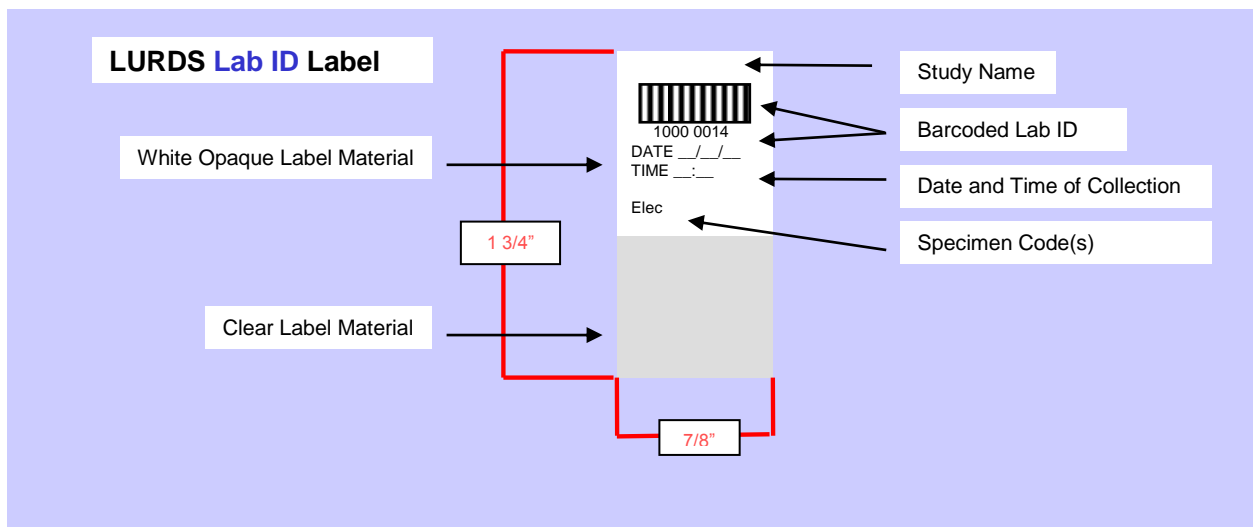 LURDS Lab ID Label
Study Name
Barcoded Lab ID
1000 0014
White Opaque Label Material
DATE __/__/__
TIME __:__
Date and Time of Collection
Elec
Specimen Code(s)
1 3/4”
Clear Label Material
7/8”